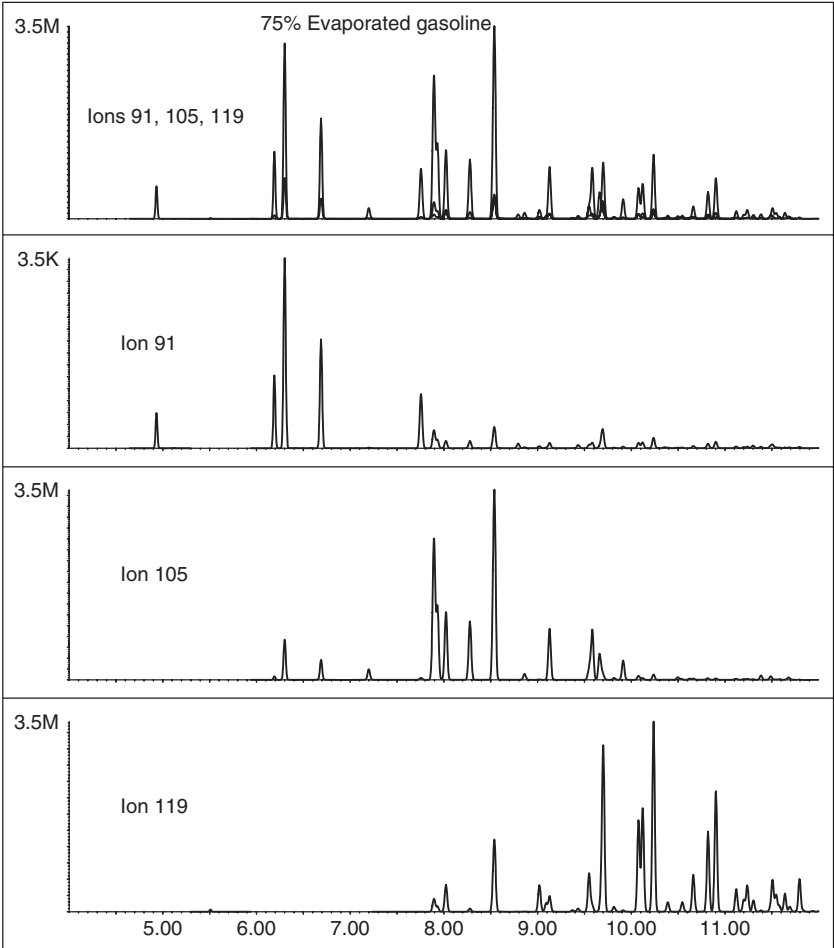 75% Evaporated gasoline
3.5M
Ions 91, 105, 119
3.5K
Ion 91
3.5M
Ion 105
3.5M
Ion 119
5.00 6.00 7.00 8.00 9.00 10.00 11.00